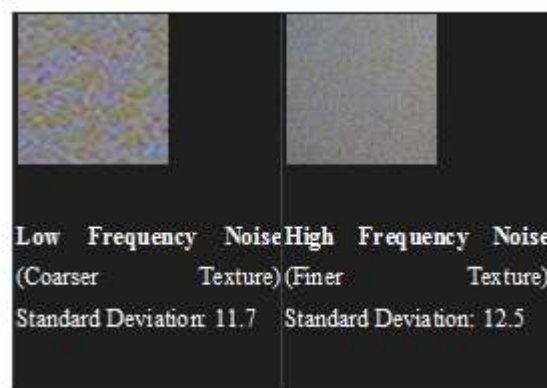 Low Frequency Noise
(Coarser Texture)
Standard Deviation: 11.7
High Frequency Noise
(Finer Texture)
Standard Deviation: 12.5